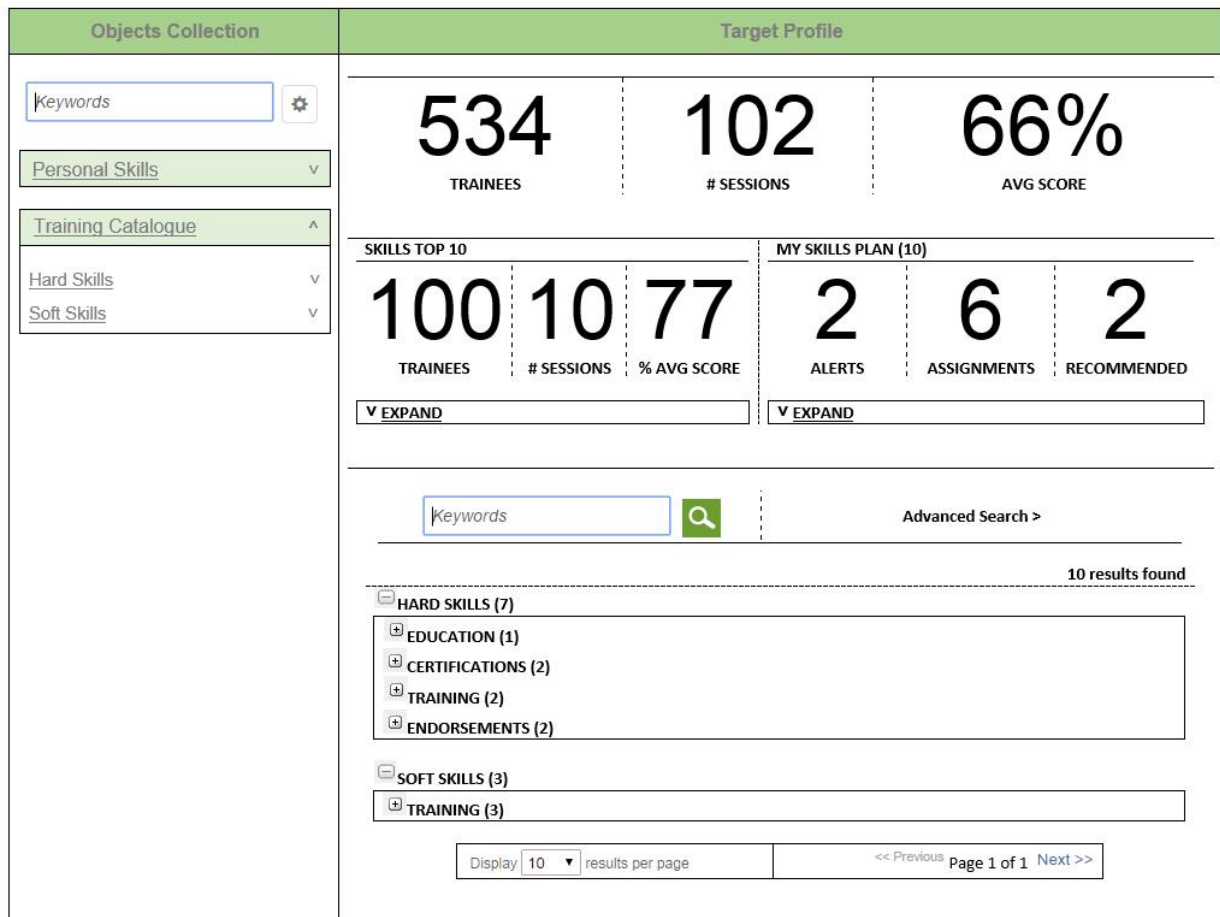 Objects Collection
Target Profile
Keywords
Personal Skills v
Training Catalogue ^
Hard Skills v
Soft Skills v
534 102 66%
TRAINEES # SESSIONS AVG SCORE
SKILLS TOP 10
100 10 77
TRAINEES # SESSIONS % AVG SCORE
v EXPAND
MY SKILLS PLAN (10)
2 6 2
ALERTS ASSIGNMENTS RECOMMENDED
v EXPAND
Keywords
Advanced Search >
10 results found
HARD SKILLS (7)
EDUCATION (1)
CERTIFICATIONS (2)
TRAINING (2)
ENDORSEMENTS (2)
SOFT SKILLS (3)
TRAINING (3)
Display 10 results per page
<< Previous Page 1 of 1 Next >>